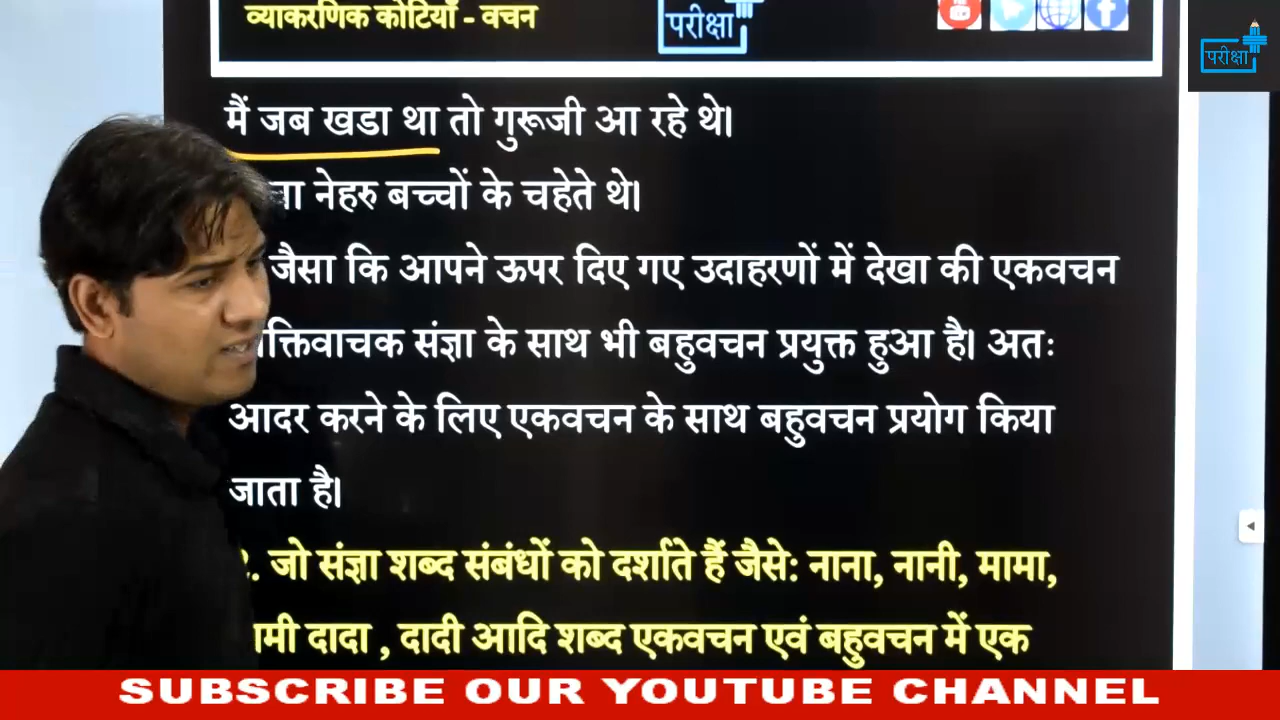 व्याकरणिक कोटियाँ - वचन
परीक्षा
परीक्षा
मैं जब खडा था तो गुरूजी आ रहे थे।
नेहरु बच्चों के चहेते थे।
जैसा कि आपने ऊपर दिए गए उदाहरणों में देखा की एकवचन
संज्ञा के साथ भी बहुवचन प्रयुक्त हुआ है। अतः
आदर करने के लिए एकवचन के साथ बहुवचन प्रयोग किया
जाता है।
जो संज्ञा शब्द संबंधों को दर्शाते हैं जैसे: नाना, नानी, मामा,
दादा , दादी आदि शब्द एकवचन एवं बहुवचन में एक
SUBSCRIBE OUR YOUTUBE CHANNEL